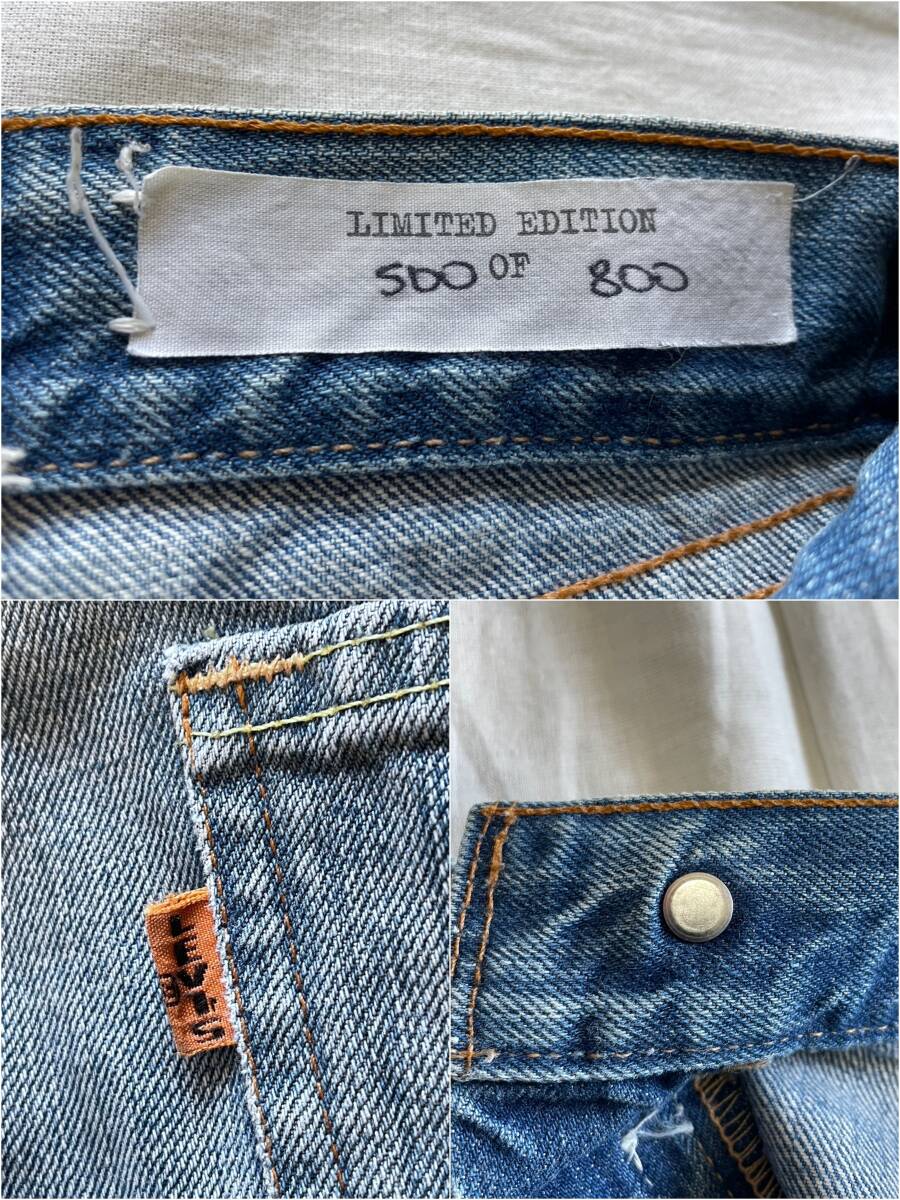 LIMITED EDITION
500 OF 800
LEVI'S
®